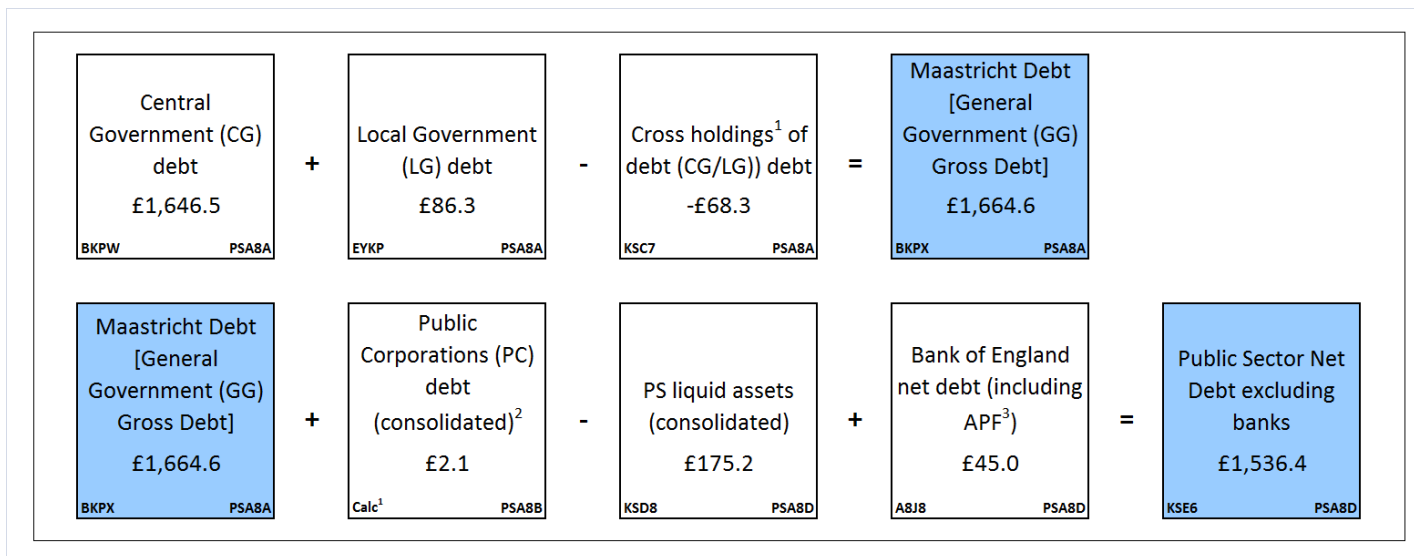 Central
Government (CG)
debt
£1,646.5
BKPW PSA8A
+
Local Government
(LG) debt
£86.3
EYKP PSA8A
-
Cross holdings¹ of
debt (CG/LG)) debt
-£68.3
KSC7 PSA8A
=
Maastricht Debt
[General
Government (GG)
Gross Debt]
£1,664.6
BKPX PSA8A
Maastricht Debt
[General
Government (GG)
Gross Debt]
£1,664.6
BKPX PSA8A
+
Public
Corporations (PC)
debt
(consolidated)²
£2.1
Calc¹ PSA8B
-
PS liquid assets
(consolidated)
£175.2
KSD8 PSA8D
+
Bank of England
net debt (including
APF³)
£45.0
A8J8 PSA8D
=
Public Sector Net
Debt excluding
banks
£1,536.4
KSE6 PSA8D